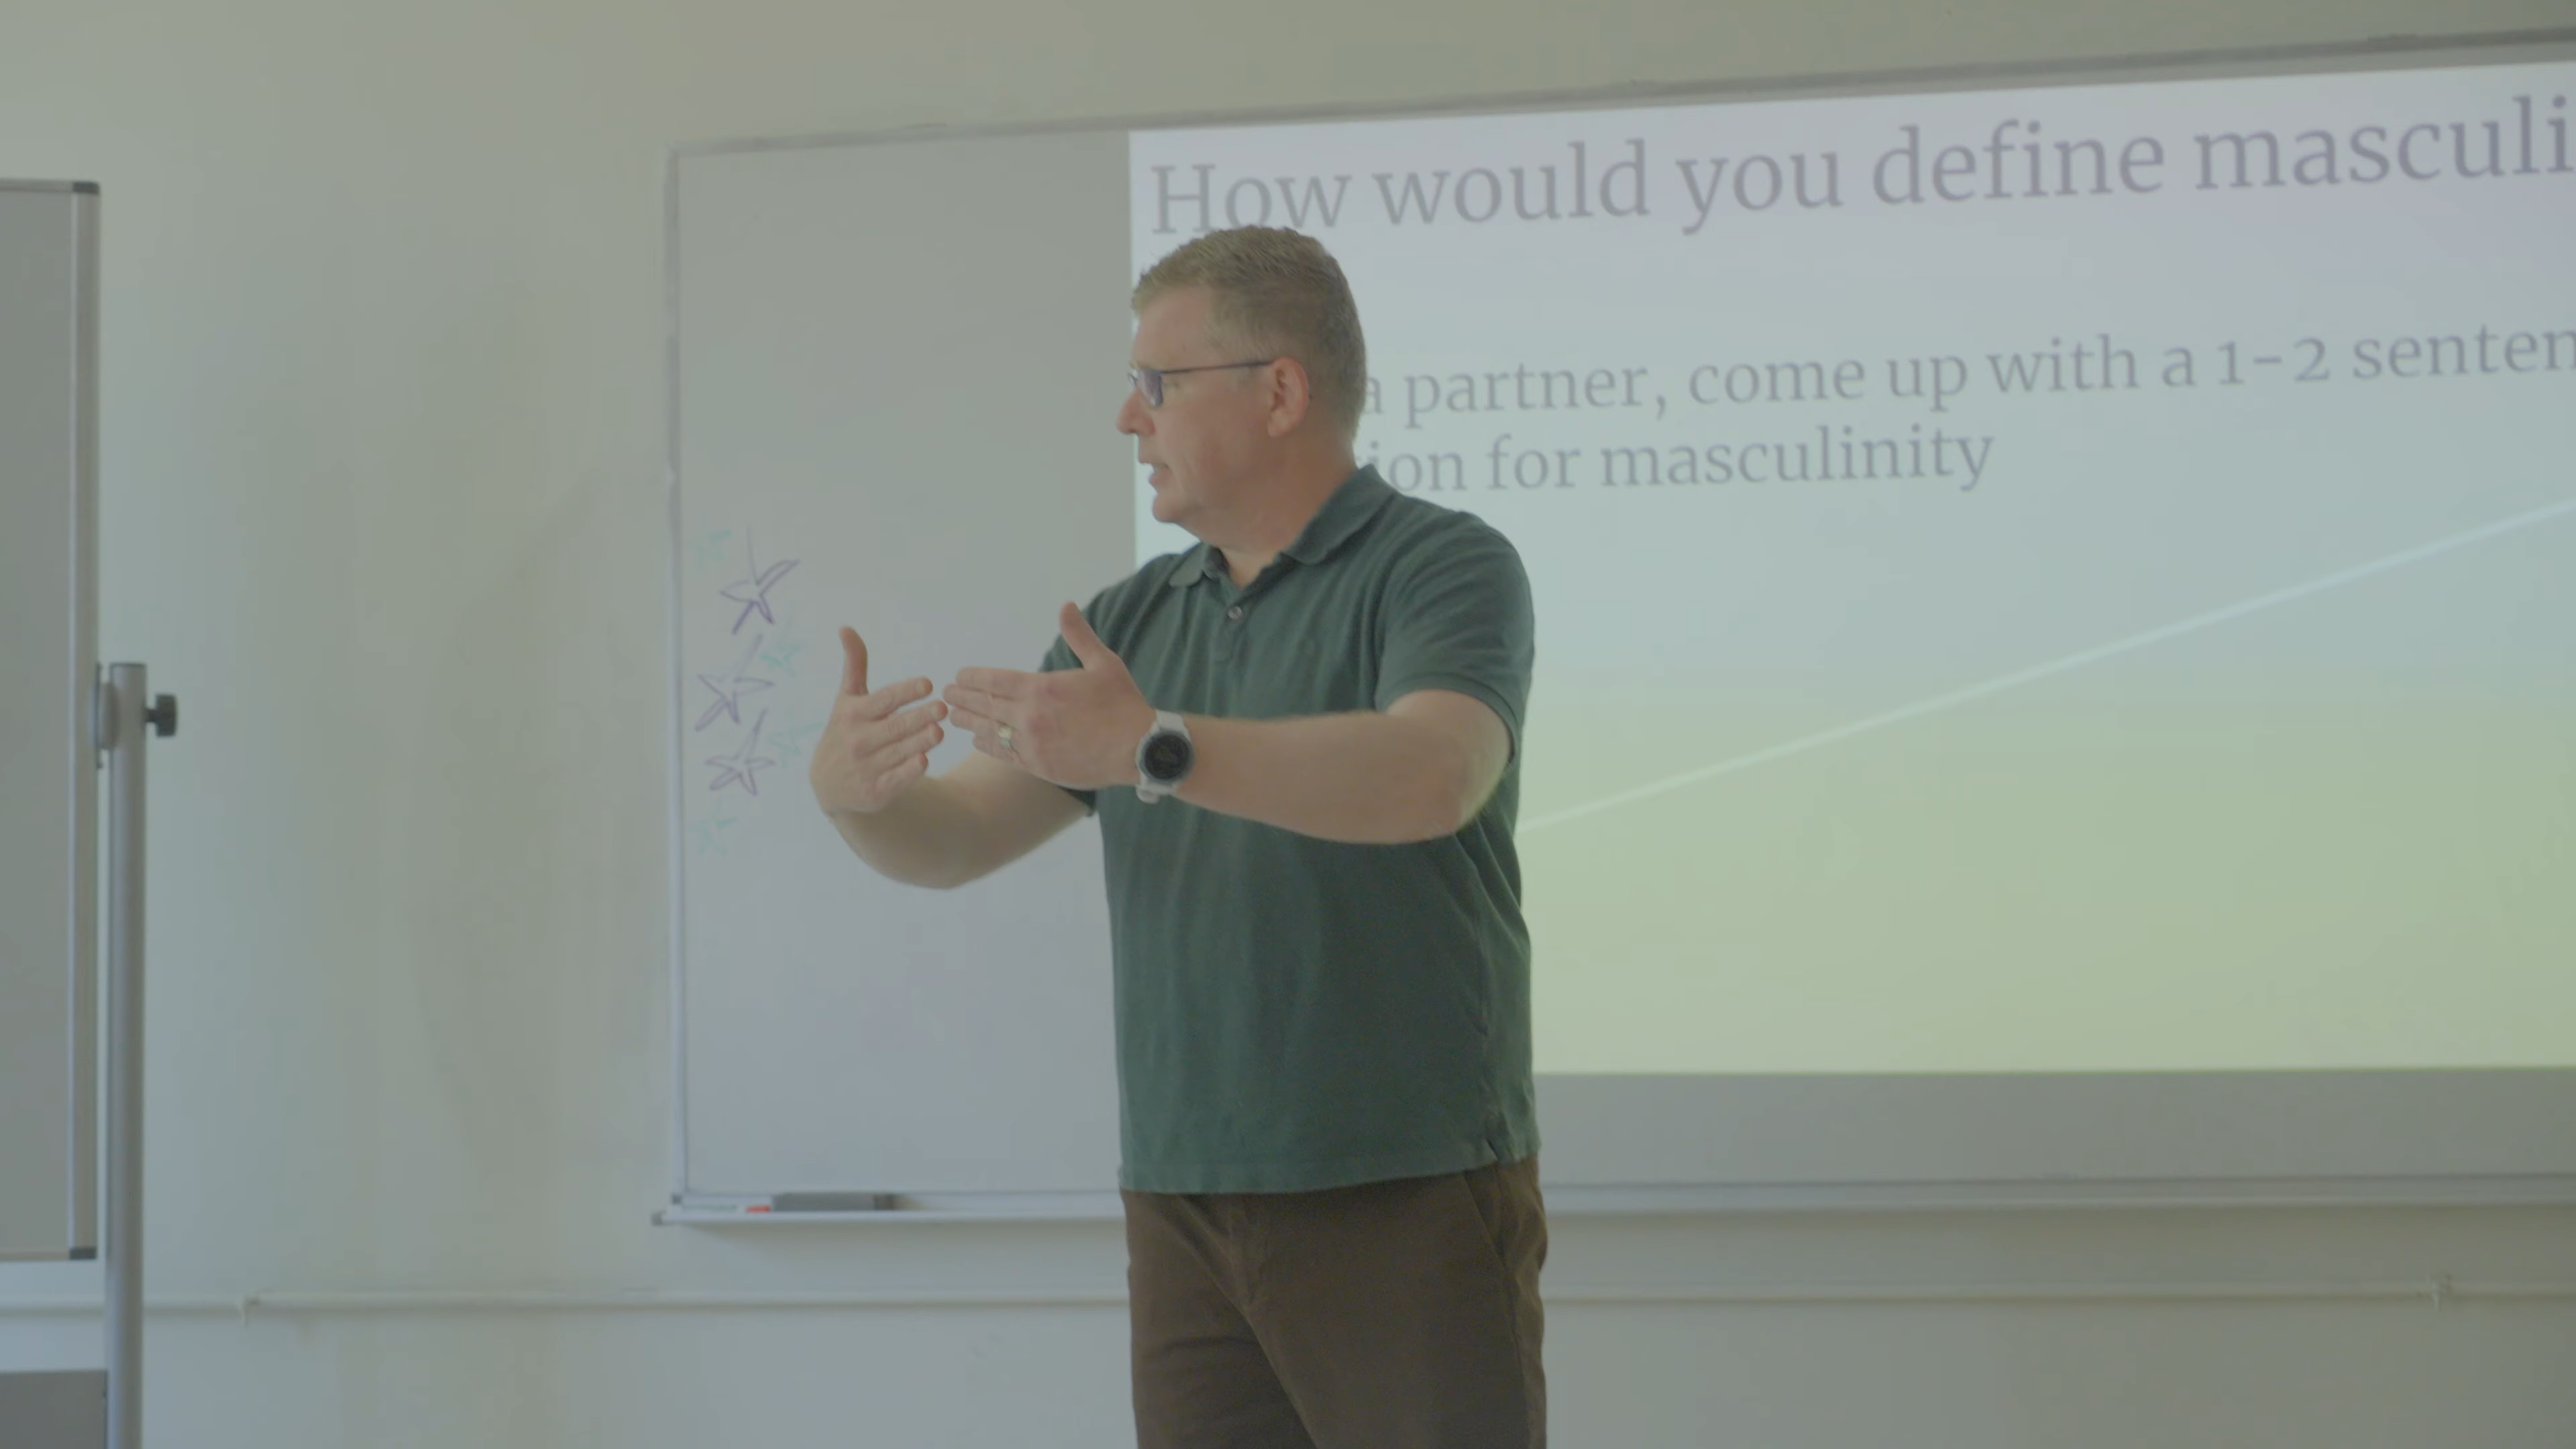 How would you define masculi
a partner, come up with a 1-2 senten
ion for masculinity